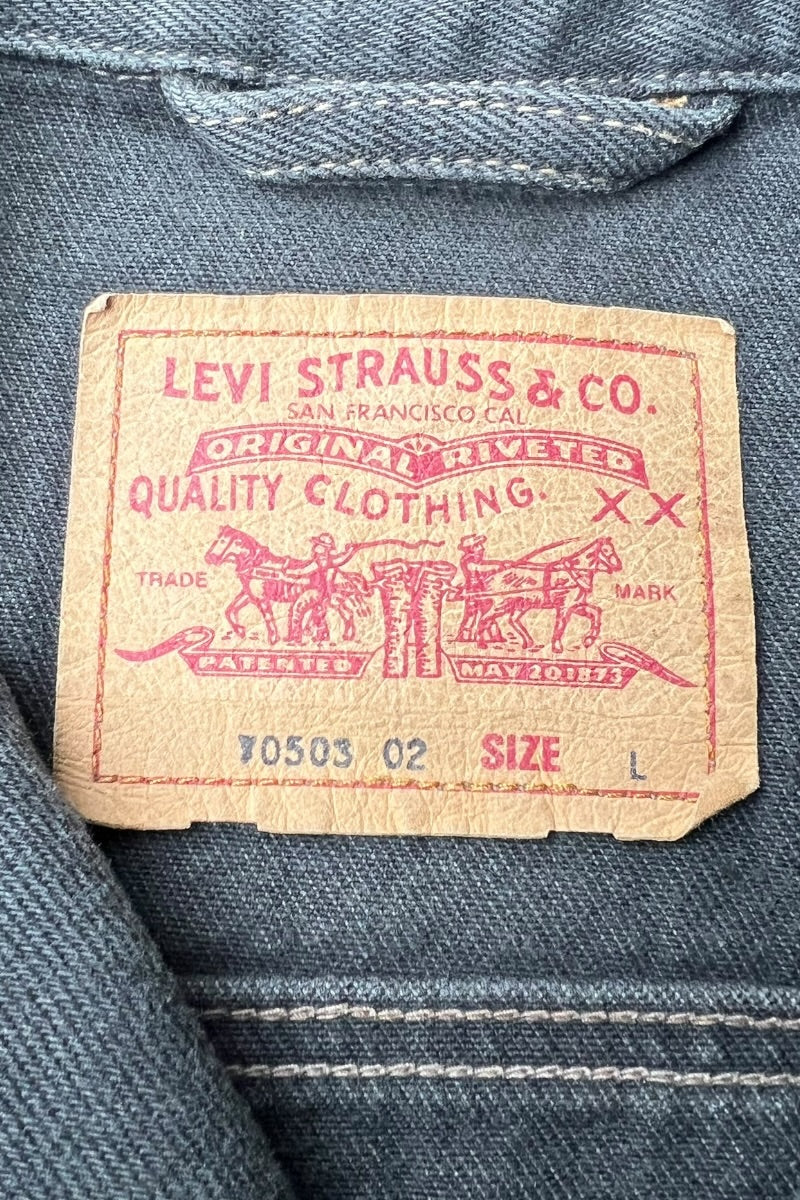 LEVI STRAUSS & CO.
SAN FRANCISCO CAL
ORIGINAL RIVETED
QUALITY CLOTHING. XX
TRADE MARK
PATENTED MAY 20 1873
70503 02 SIZE L